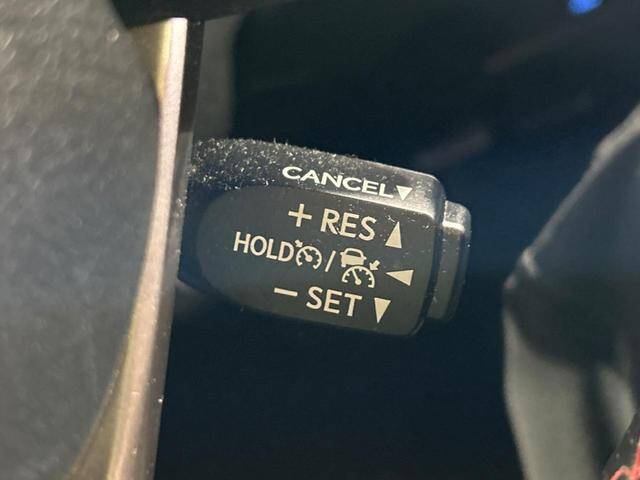 CANCEL▼
+ RES▲
HOLD /◀
- SET▼